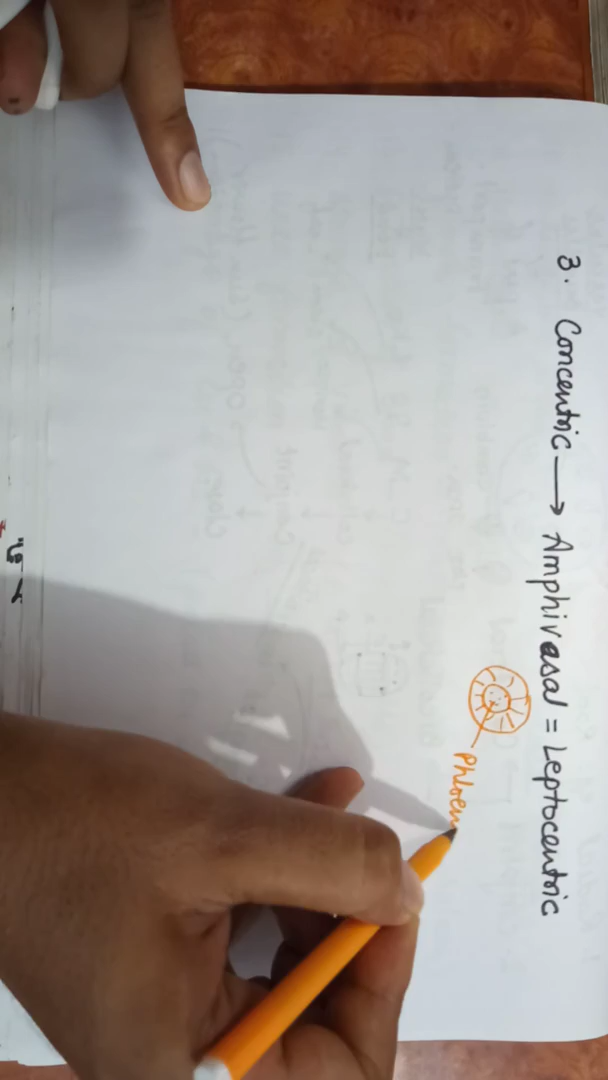 3. Concentric → Amphivasal = Leptocentric
Phloem